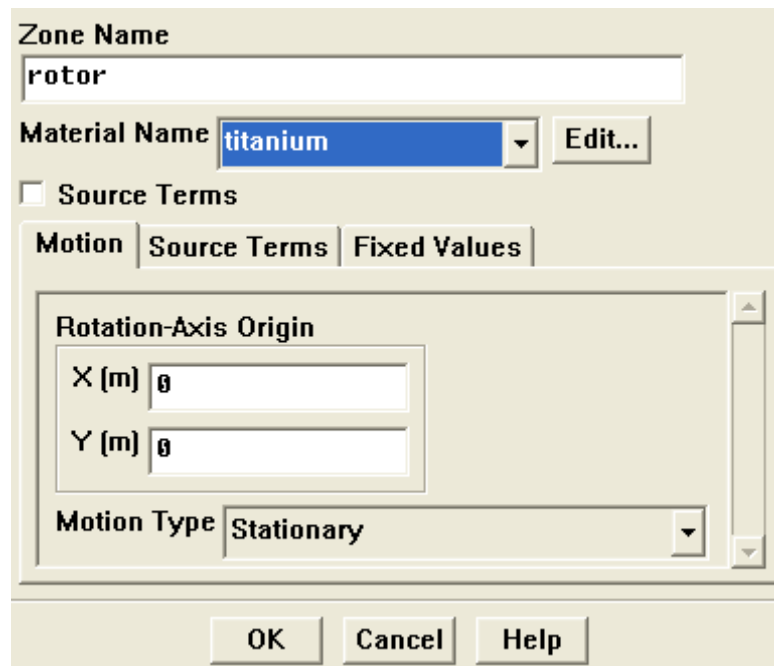 Zone Name
rotor
Material Name titanium Edit...
Source Terms
Motion Source Terms Fixed Values
Rotation-Axis Origin
X (m) 0
Y (m) 0
Motion Type Stationary
OK Cancel Help